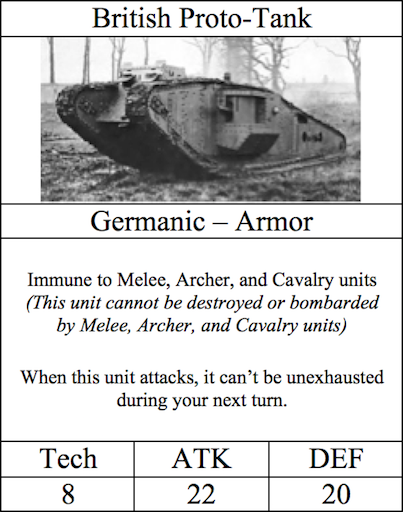 British Proto-Tank
Germanic – Armor
Immune to Melee, Archer, and Cavalry units
(This unit cannot be destroyed or bombarded
by Melee, Archer, and Cavalry units)
When this unit attacks, it can’t be unexhausted
during your next turn.
Tech ATK DEF
8 22 20